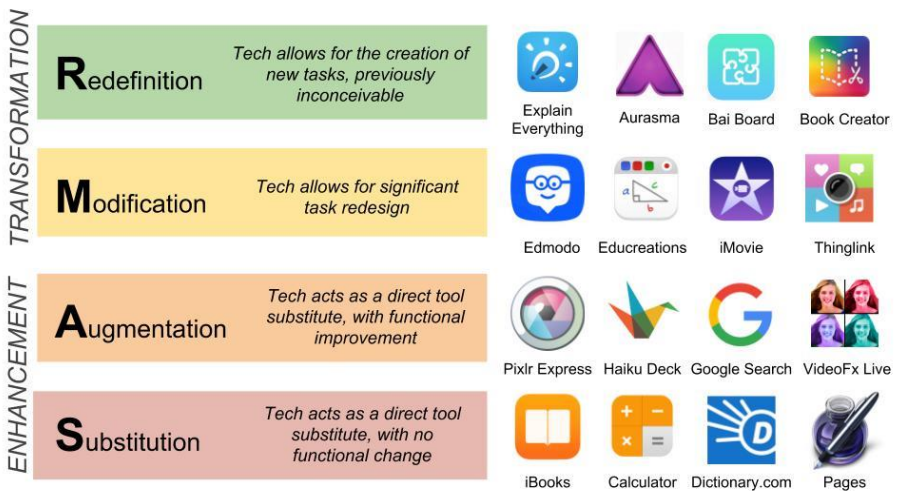 TRANSFORMATION
Redefinition
Tech allows for the creation of
new tasks, previously
inconceivable
Explain
Everything
Aurasma
Bai Board
Book Creator
Modification
Tech allows for significant
task redesign
a
c
b
Edmodo
Educreations
iMovie
Thinglink
ENHANCEMENT
Augmentation
Tech acts as a direct tool
substitute, with functional
improvement
G
Pixlr Express
Haiku Deck
Google Search
VideoFx Live
Substitution
Tech acts as a direct tool
substitute, with no
functional change
+ −
× =
D
iBooks
Calculator
Dictionary.com
Pages